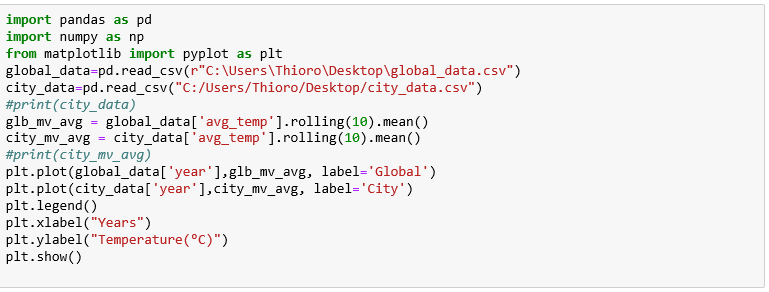 import pandas as pd
import numpy as np
from matplotlib import pyplot as plt
global_data=pd.read_csv(r"C:\Users\Thioro\Desktop\global_data.csv")
city_data=pd.read_csv("C:/Users/Thioro/Desktop/city_data.csv")
#print(city_data)
glb_mv_avg = global_data['avg_temp'].rolling(10).mean()
city_mv_avg = city_data['avg_temp'].rolling(10).mean()
#print(city_mv_avg)
plt.plot(global_data['year'],glb_mv_avg, label='Global')
plt.plot(city_data['year'],city_mv_avg, label='City')
plt.legend()
plt.xlabel("Years")
plt.ylabel("Temperature(ºC)")
plt.show()